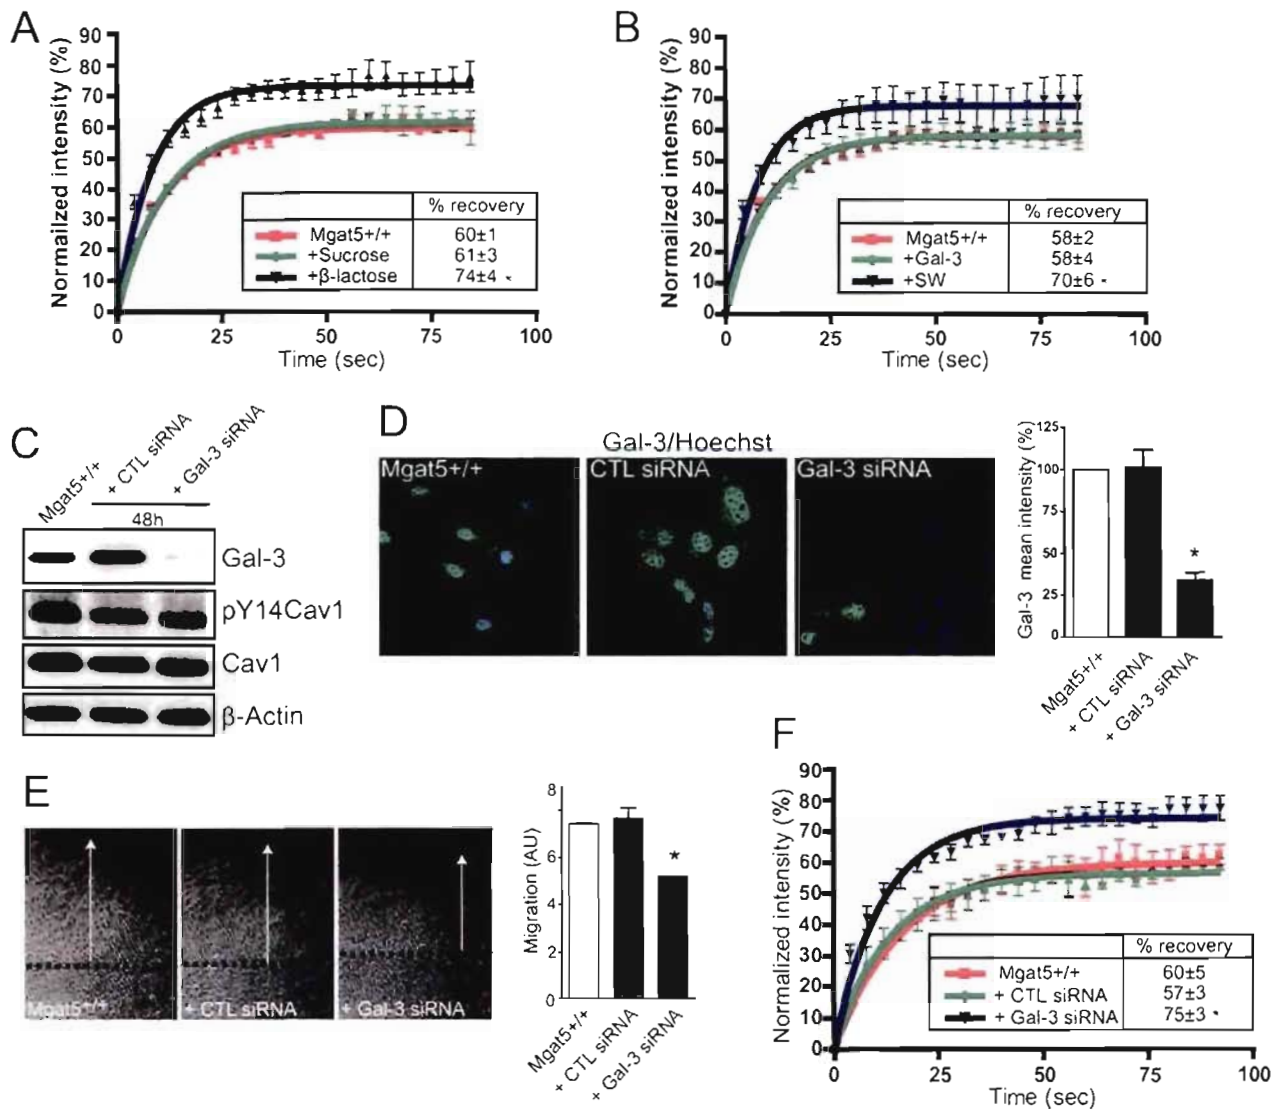 A
Normalized intensity (%)
90
80
70
60
50
40
30
20
10
0
0 25 50 75 100
Time (sec)
% recovery
Mgat5+/+ 60±1
+Sucrose 61±3
+β-lactose 74±4 *
B
Normalized intensity (%)
90
80
70
60
50
40
30
20
10
0
0 25 50 75 100
Time (sec)
% recovery
Mgat5+/+ 58±2
+Gal-3 58±4
+SW 70±6 *
C
Mgat5+/+
+ CTL siRNA
+ Gal-3 siRNA
48h
Gal-3
pY14Cav1
Cav1
β-Actin
D
Gal-3/Hoechst
Mgat5+/+ CTL siRNA Gal-3 siRNA
Gal-3 mean intensity (%)
125
100
75
50
25
0
*
Mgat5+/+
+ CTL siRNA
+ Gal-3 siRNA
E
Mgat5+/+ + CTL siRNA + Gal-3 siRNA
Migration (AU)
8
6
4
2
0
*
Mgat5+/+
+ CTL siRNA
+ Gal-3 siRNA
F
Normalized intensity (%)
90
80
70
60
50
40
30
20
10
0
0 25 50 75 100
Time (sec)
% recovery
Mgat5+/+ 60±5
+ CTL siRNA 57±3
+ Gal-3 siRNA 75±3 *